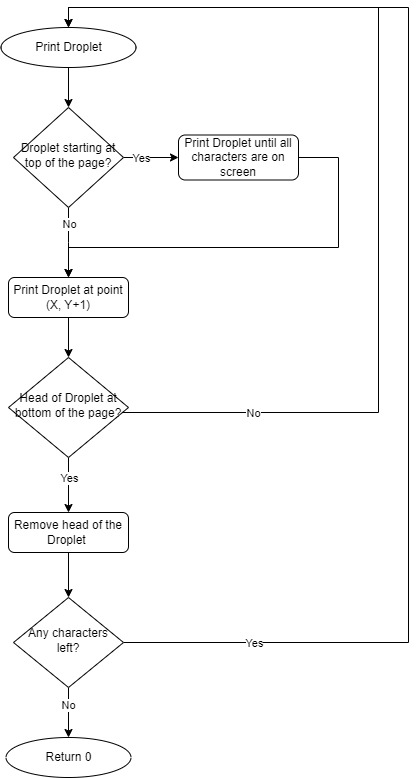 Print Droplet
Droplet starting at
top of the page?
Yes
Print Droplet until all
characters are on
screen
No
Print Droplet at point
(X, Y+1)
Head of Droplet at
bottom of the page?
No
Yes
Remove head of the
Droplet
Any characters
left?
Yes
No
Return 0